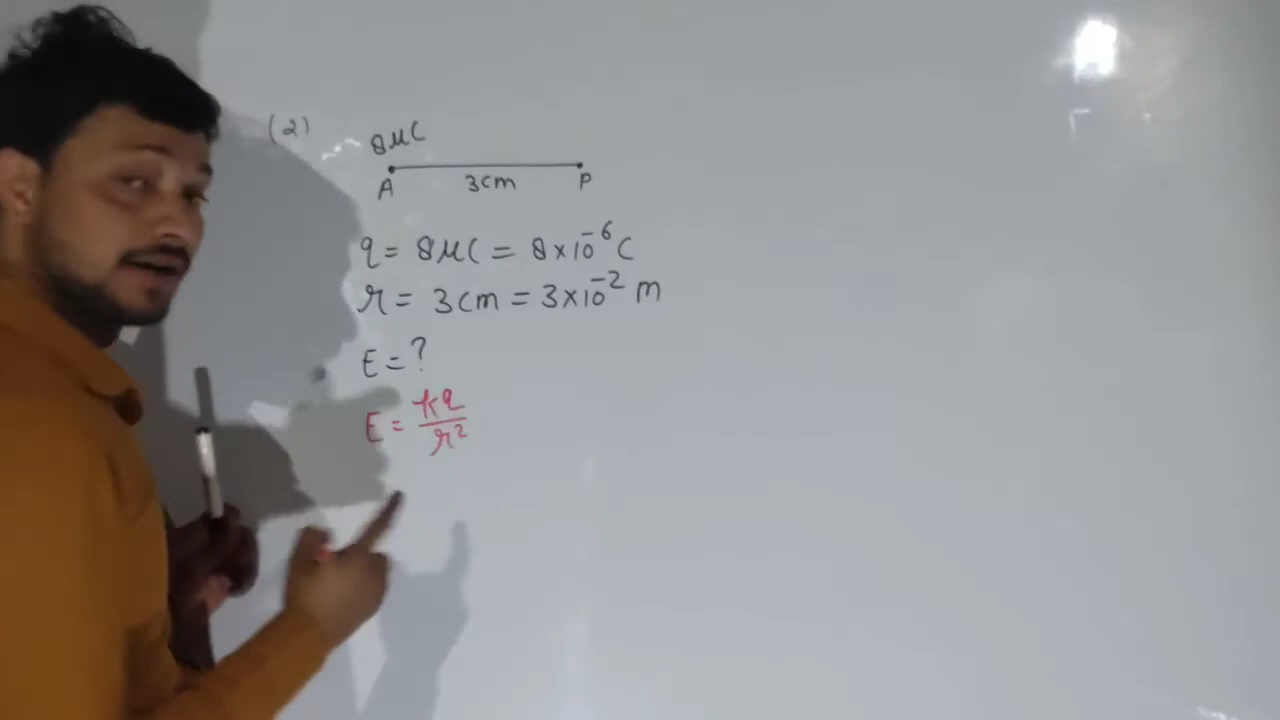 (2)
8μC
A 3cm P
q = 8μC = 8×10⁻⁶ C
r = 3cm = 3×10⁻² m
E = ?
E = kq/r²